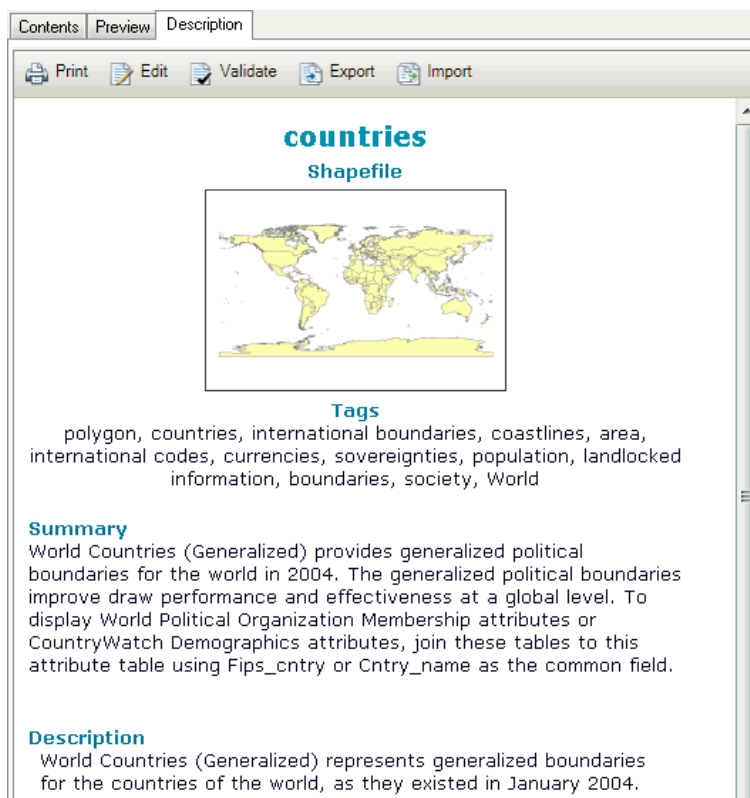 Contents Preview Description
Print Edit Validate Export Import
countries
Shapefile
Tags
polygon, countries, international boundaries, coastlines, area,
international codes, currencies, sovereignties, population, landlocked
information, boundaries, society, World
Summary
World Countries (Generalized) provides generalized political
boundaries for the world in 2004. The generalized political boundaries
improve draw performance and effectiveness at a global level. To
display World Political Organization Membership attributes or
CountryWatch Demographics attributes, join these tables to this
attribute table using Fips_cntry or Cntry_name as the common field.
Description
World Countries (Generalized) represents generalized boundaries
for the countries of the world, as they existed in January 2004.